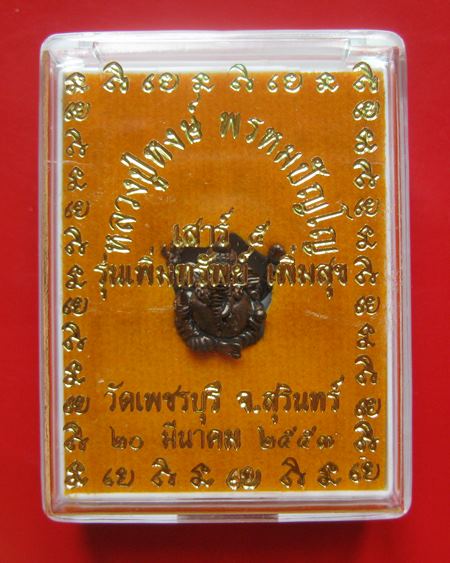 หลวงปู่หงษ์ พรหมปัญโญ
เสาร์ ๕
รุ่นเพิ่มทรัพย์ เพิ่มสุข
วัดเพชรบุรี จ.สุรินทร์
๒๐ มีนาคม ๒๕๕๓